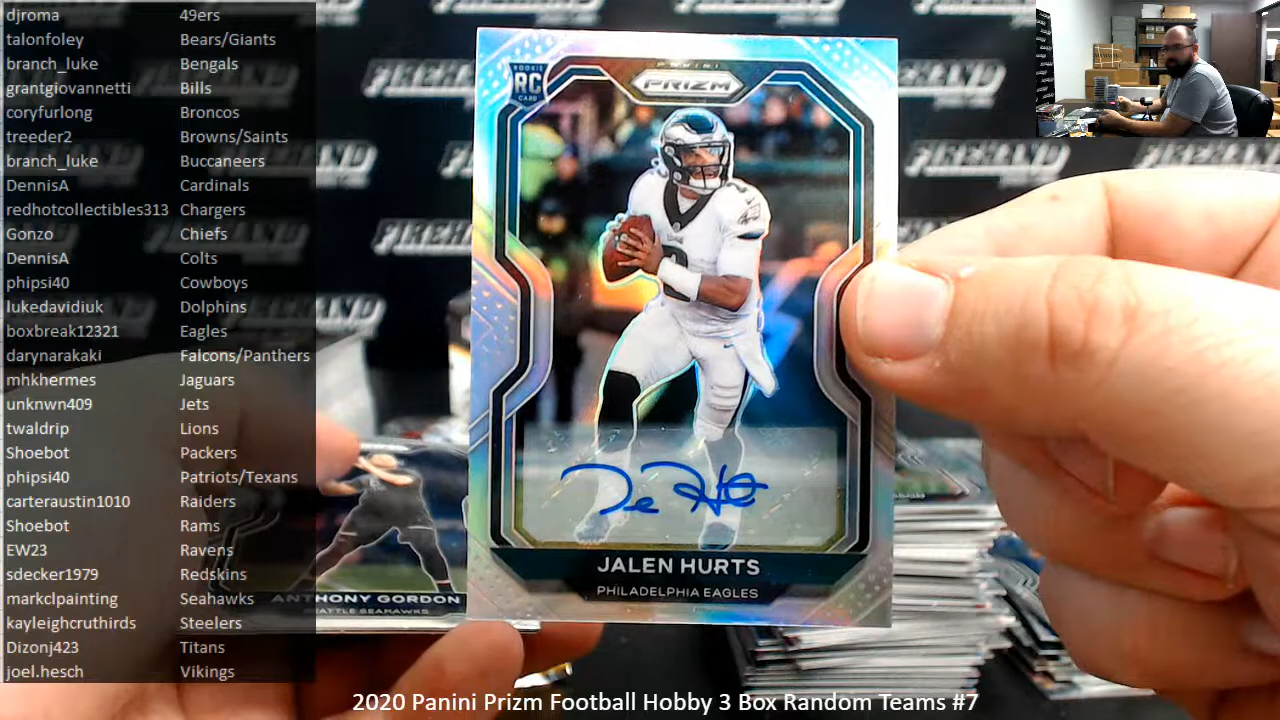 djroma 49ers
talonfoley Bears/Giants
branch_luke Bengals
grantgiovannetti Bills
coryfurlong Broncos
treeder2 Browns/Saints
branch_luke Buccaneers
DennisA Cardinals
redhotcollectibles313 Chargers
Gonzo Chiefs
DennisA Colts
phipsi40 Cowboys
lukedavidiuk Dolphins
boxbreak12321 Eagles
darynarakaki Falcons/Panthers
mhkhermes Jaguars
unknwn409 Jets
twaldrip Lions
Shoebot Packers
phipsi40 Patriots/Texans
carteraustin1010 Raiders
Shoebot Rams
EW23 Ravens
sdecker1979 Redskins
markclpainting Seahawks
kayleighcruthirds Steelers
Dizonj423 Titans
joel.hesch Vikings
ROOKIE
RC
CARD
PANINI
PRIZM
JALEN HURTS
PHILADELPHIA EAGLES
ANTHONY GORDON
SEATTLE SEAHAWKS
FIREHAND
2020 Panini Prizm Football Hobby 3 Box Random Teams #7